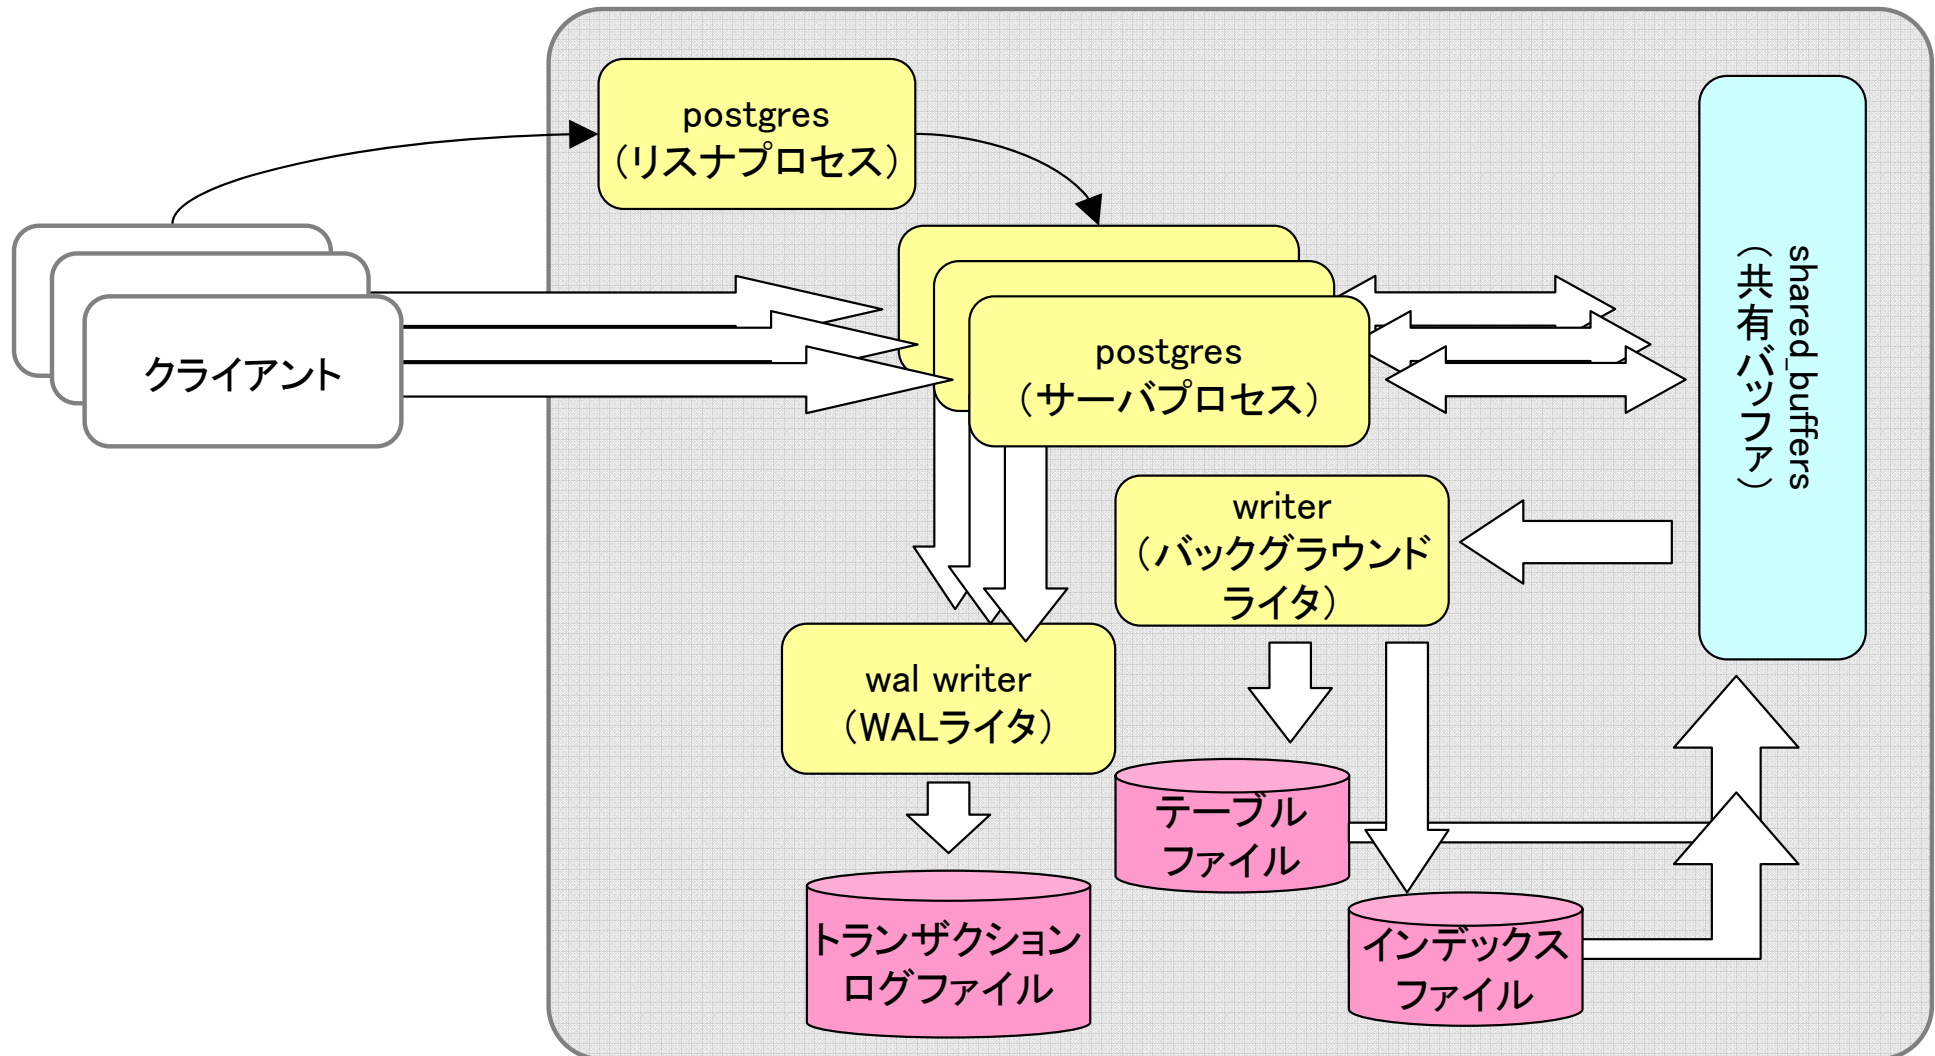 postgres
（リスナプロセス）
クライアント
postgres
（サーバプロセス）
shared_buffers
（共有バッファ）
writer
（バックグラウンド
ライタ）
wal writer
（WALライタ）
テーブル
ファイル
トランザクション
ログファイル
インデックス
ファイル